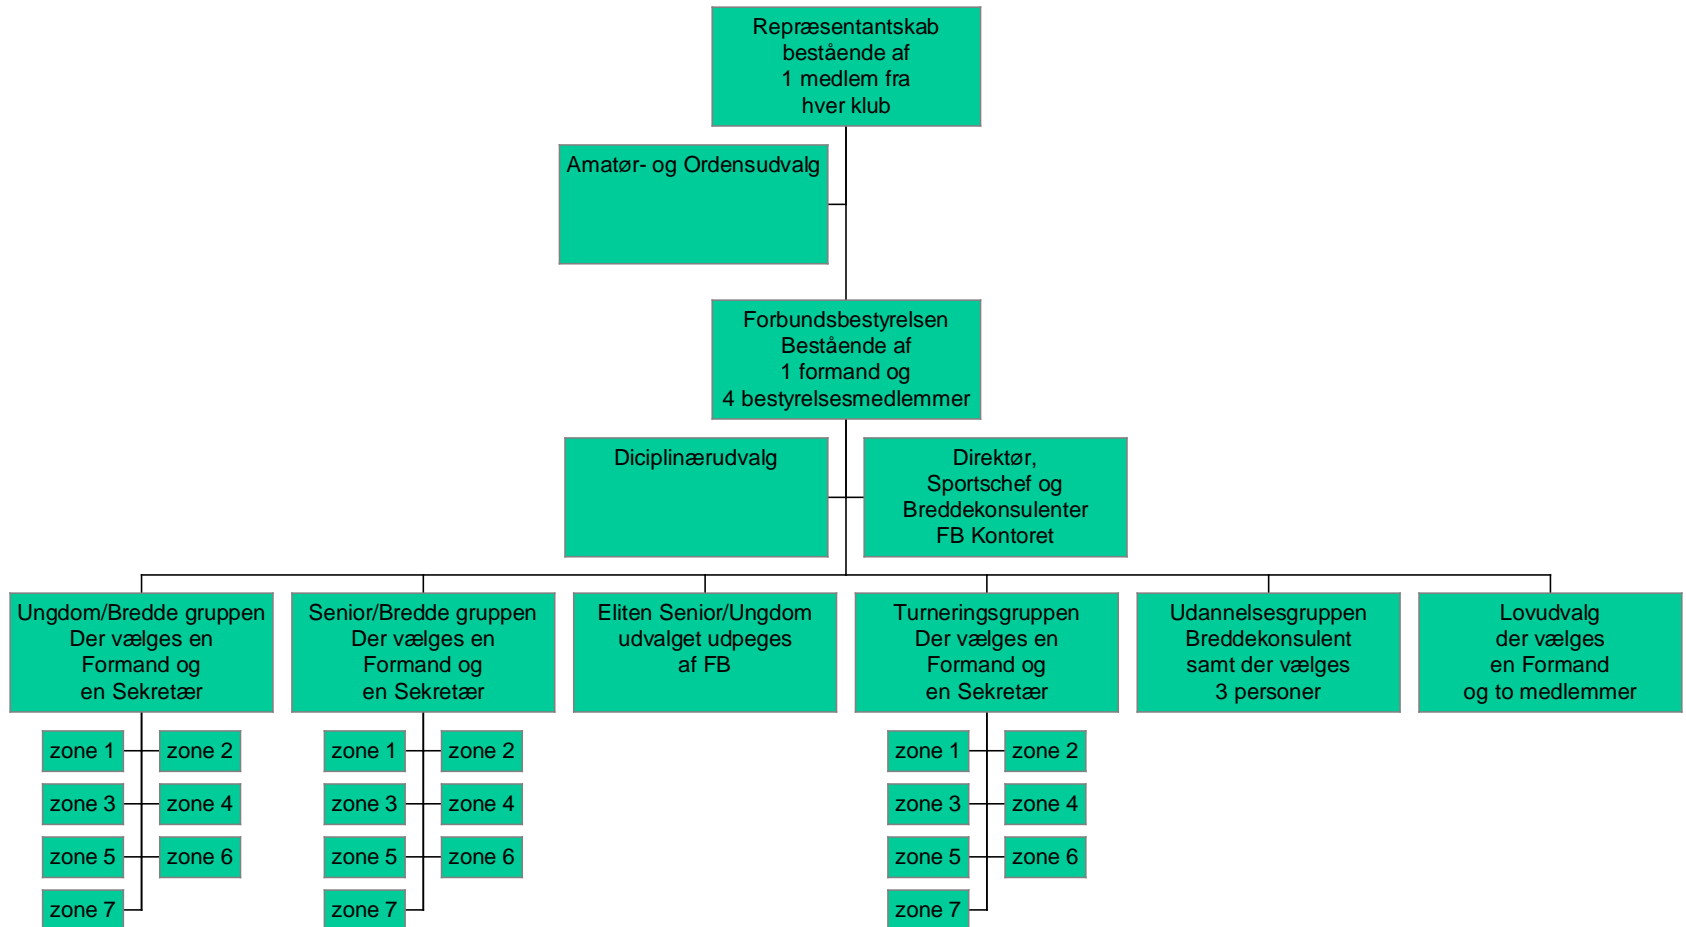 Repræsentantskab
bestående af
1 medlem fra
hver klub
Amatør- og Ordensudvalg
Forbundsbestyrelsen
Bestående af
1 formand og
4 bestyrelsesmedlemmer
Diciplinærudvalg
Direktør,
Sportschef og
Breddekonsulenter
FB Kontoret
Ungdom/Bredde gruppen
Der vælges en
Formand og
en Sekretær
Senior/Bredde gruppen
Der vælges en
Formand og
en Sekretær
Eliten Senior/Ungdom
udvalget udpeges
af FB
Turneringsgruppen
Der vælges en
Formand og
en Sekretær
Udannelsesgruppen
Breddekonsulent
samt der vælges
3 personer
Lovudvalg
der vælges
en Formand
og to medlemmer
zone 1
zone 2
zone 3
zone 4
zone 5
zone 6
zone 7
zone 1
zone 2
zone 3
zone 4
zone 5
zone 6
zone 7
zone 1
zone 2
zone 3
zone 4
zone 5
zone 6
zone 7